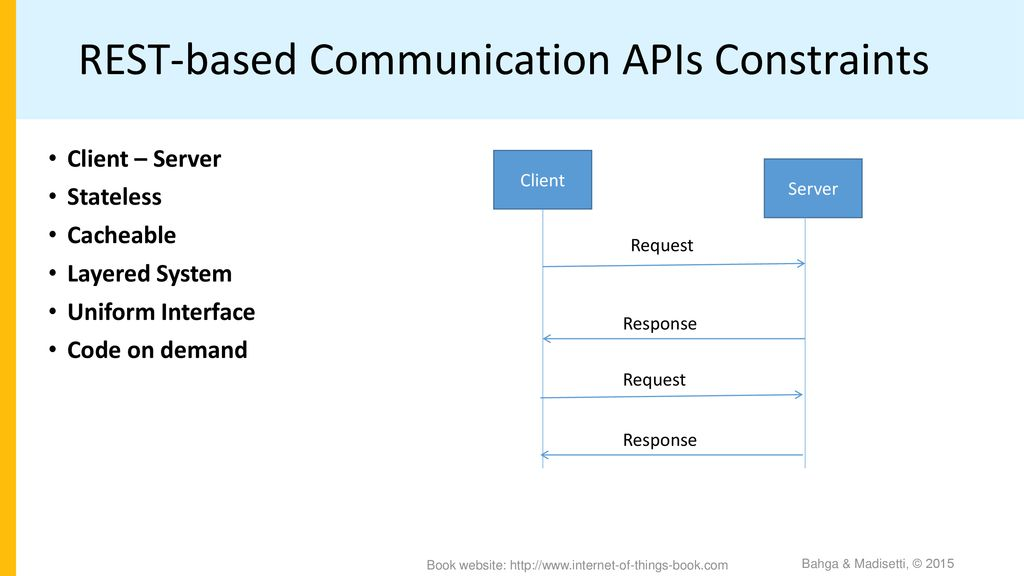 REST-based Communication APIs Constraints
• Client – Server
• Stateless
• Cacheable
• Layered System
• Uniform Interface
• Code on demand
Client
Server
Request
Response
Request
Response
Book website: http://www.internet-of-things-book.com
Bahga & Madisetti, © 2015